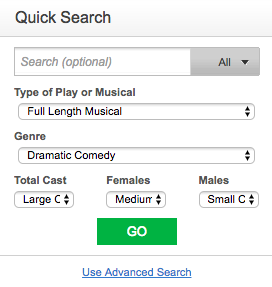 Quick Search
Search (optional) All
Type of Play or Musical
Full Length Musical
Genre
Dramatic Comedy
Total Cast Females Males
Large C Medium Small C
GO
Use Advanced Search